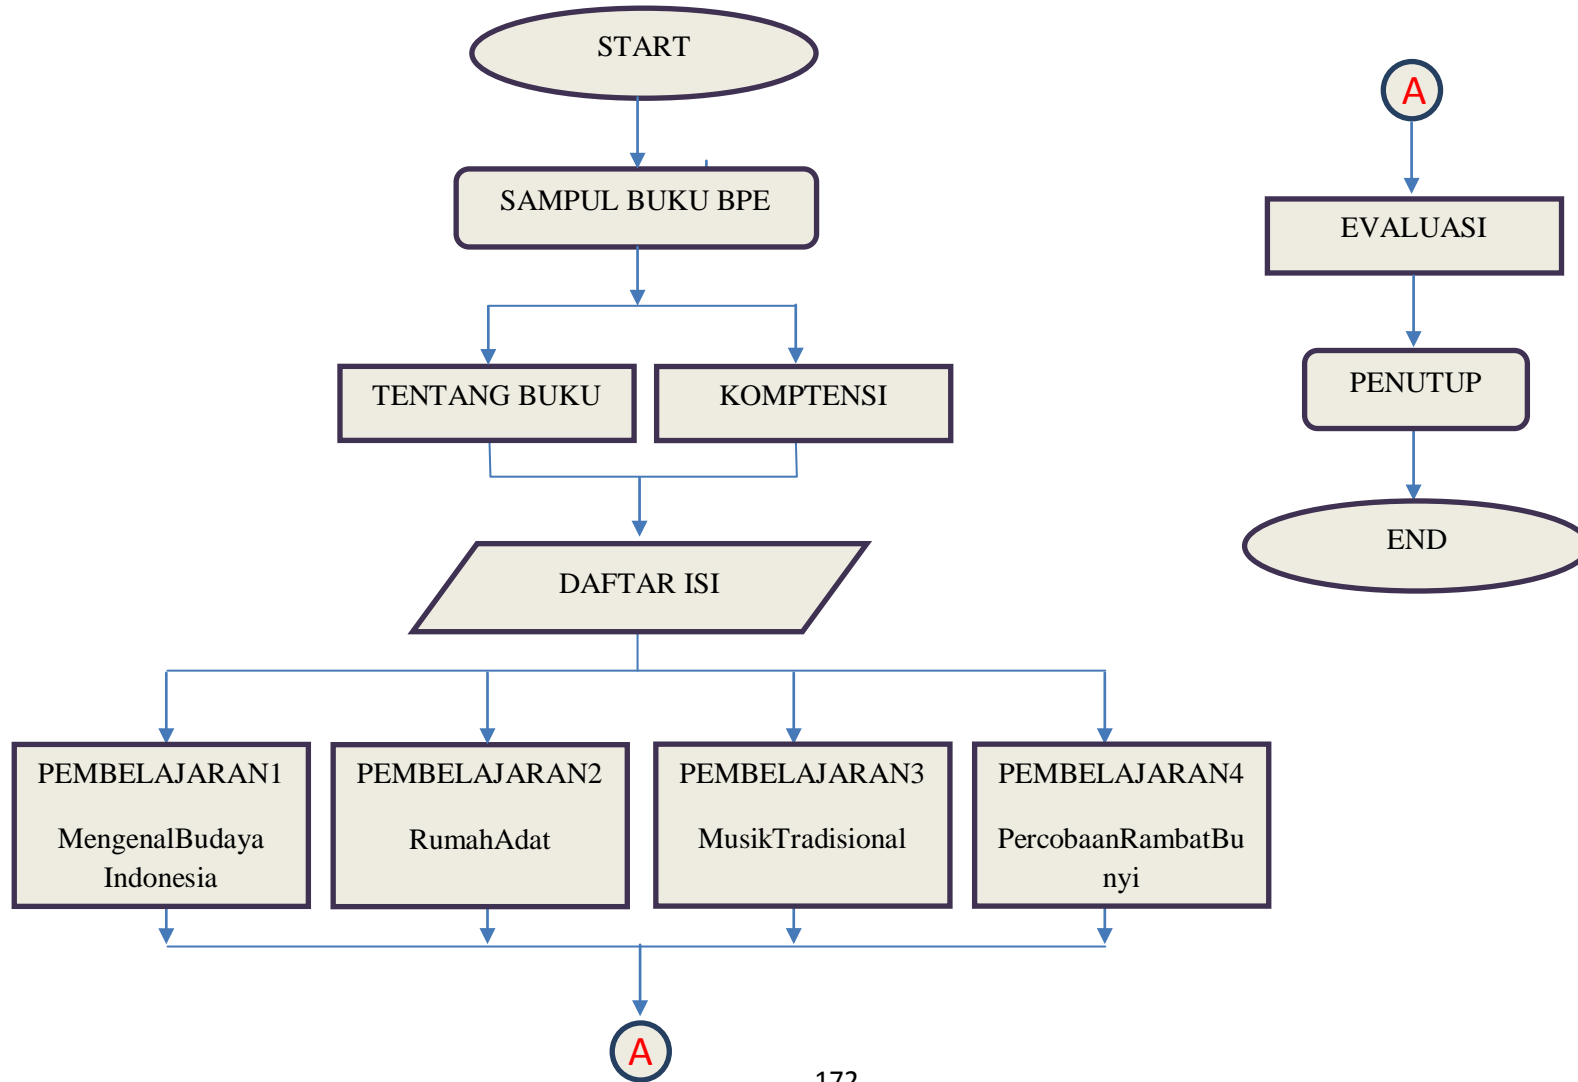 START
SAMPUL BUKU BPE
TENTANG BUKU
KOMPTENSI
DAFTAR ISI
PEMBELAJARAN1
MengenalBudaya
Indonesia
PEMBELAJARAN2
RumahAdat
PEMBELAJARAN3
MusikTradisional
PEMBELAJARAN4
PercobaanRambatBu
nyi
A
A
EVALUASI
PENUTUP
END
172